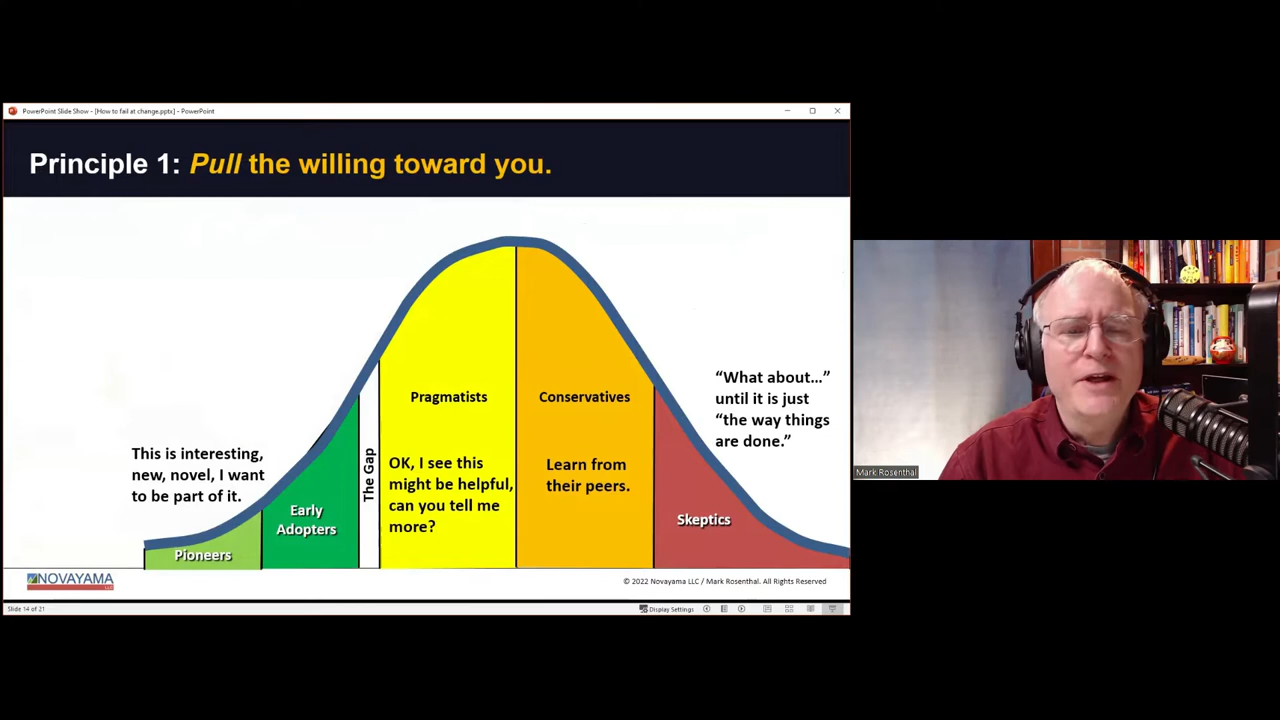 PowerPoint Slide Show - [How to fail at change.pptx] - PowerPoint
Principle 1: Pull the willing toward you.
This is interesting,
new, novel, I want
to be part of it.
Pioneers
Early
Adopters
The Gap
Pragmatists
OK, I see this
might be helpful,
can you tell me
more?
Conservatives
Learn from
their peers.
Skeptics
“What about…”
until it is just
“the way things
are done.”
NOVAYAMA
LLC
© 2022 Novayama LLC / Mark Rosenthal. All Rights Reserved
Slide 14 of 21
Display Settings
Mark Rosenthal